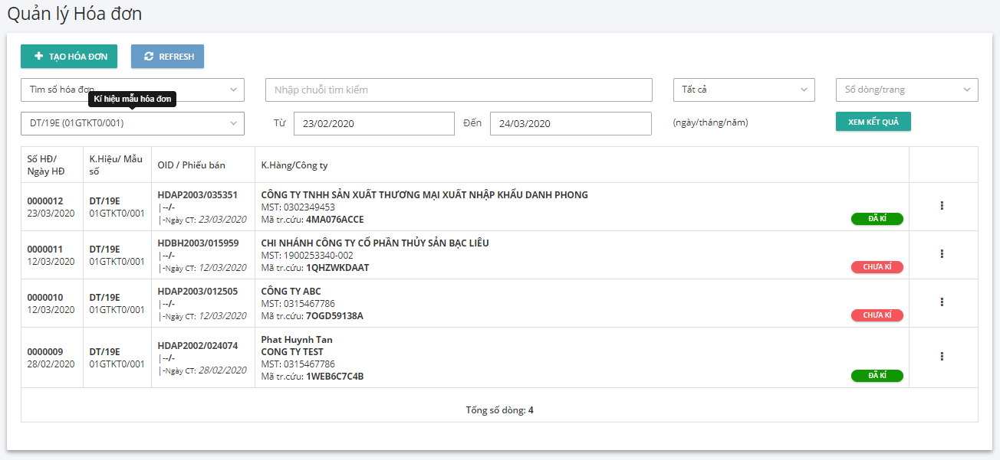 Quản lý Hóa đơn
TẠO HÓA ĐƠN
REFRESH
Tìm số hóa đơn
Nhập chuỗi tìm kiếm
Tất cả
Số dòng/trang
Kí hiệu mẫu hóa đơn
DT/19E (01GTKT0/001)
Từ
23/02/2020
Đến
24/03/2020
(ngày/tháng/năm)
XEM KẾT QUẢ
Số HĐ/
Ngày HĐ
K.Hiệu/ Mẫu
số
OID / Phiếu bán
K.Hàng/Công ty
0000012
23/03/2020
DT/19E
01GTKT0/001
HDAP2003/035351
|--/-
|-Ngày CT: 23/03/2020
CÔNG TY TNHH SẢN XUẤT THƯƠNG MẠI XUẤT NHẬP KHẨU DANH PHONG
MST: 0302349453
Mã tr.cứu: 4MA076ACCE
ĐÃ KÍ
0000011
12/03/2020
DT/19E
01GTKT0/001
HDBH2003/015959
|--/-
|-Ngày CT: 12/03/2020
CHI NHÁNH CÔNG TY CỔ PHẦN THỦY SẢN BẠC LIÊU
MST: 1900253340-002
Mã tr.cứu: 1QHZWKDAAT
CHƯA KÍ
0000010
12/03/2020
DT/19E
01GTKT0/001
HDAP2003/012505
|--/-
|-Ngày CT: 12/03/2020
CÔNG TY ABC
MST: 0315467786
Mã tr.cứu: 7OGD59138A
CHƯA KÍ
0000009
28/02/2020
DT/19E
01GTKT0/001
HDAP2002/024074
|--/-
|-Ngày CT: 28/02/2020
Phat Huynh Tan
CONG TY TEST
MST: 0315467786
Mã tr.cứu: 1WEB6C7C4B
ĐÃ KÍ
Tổng số dòng: 4